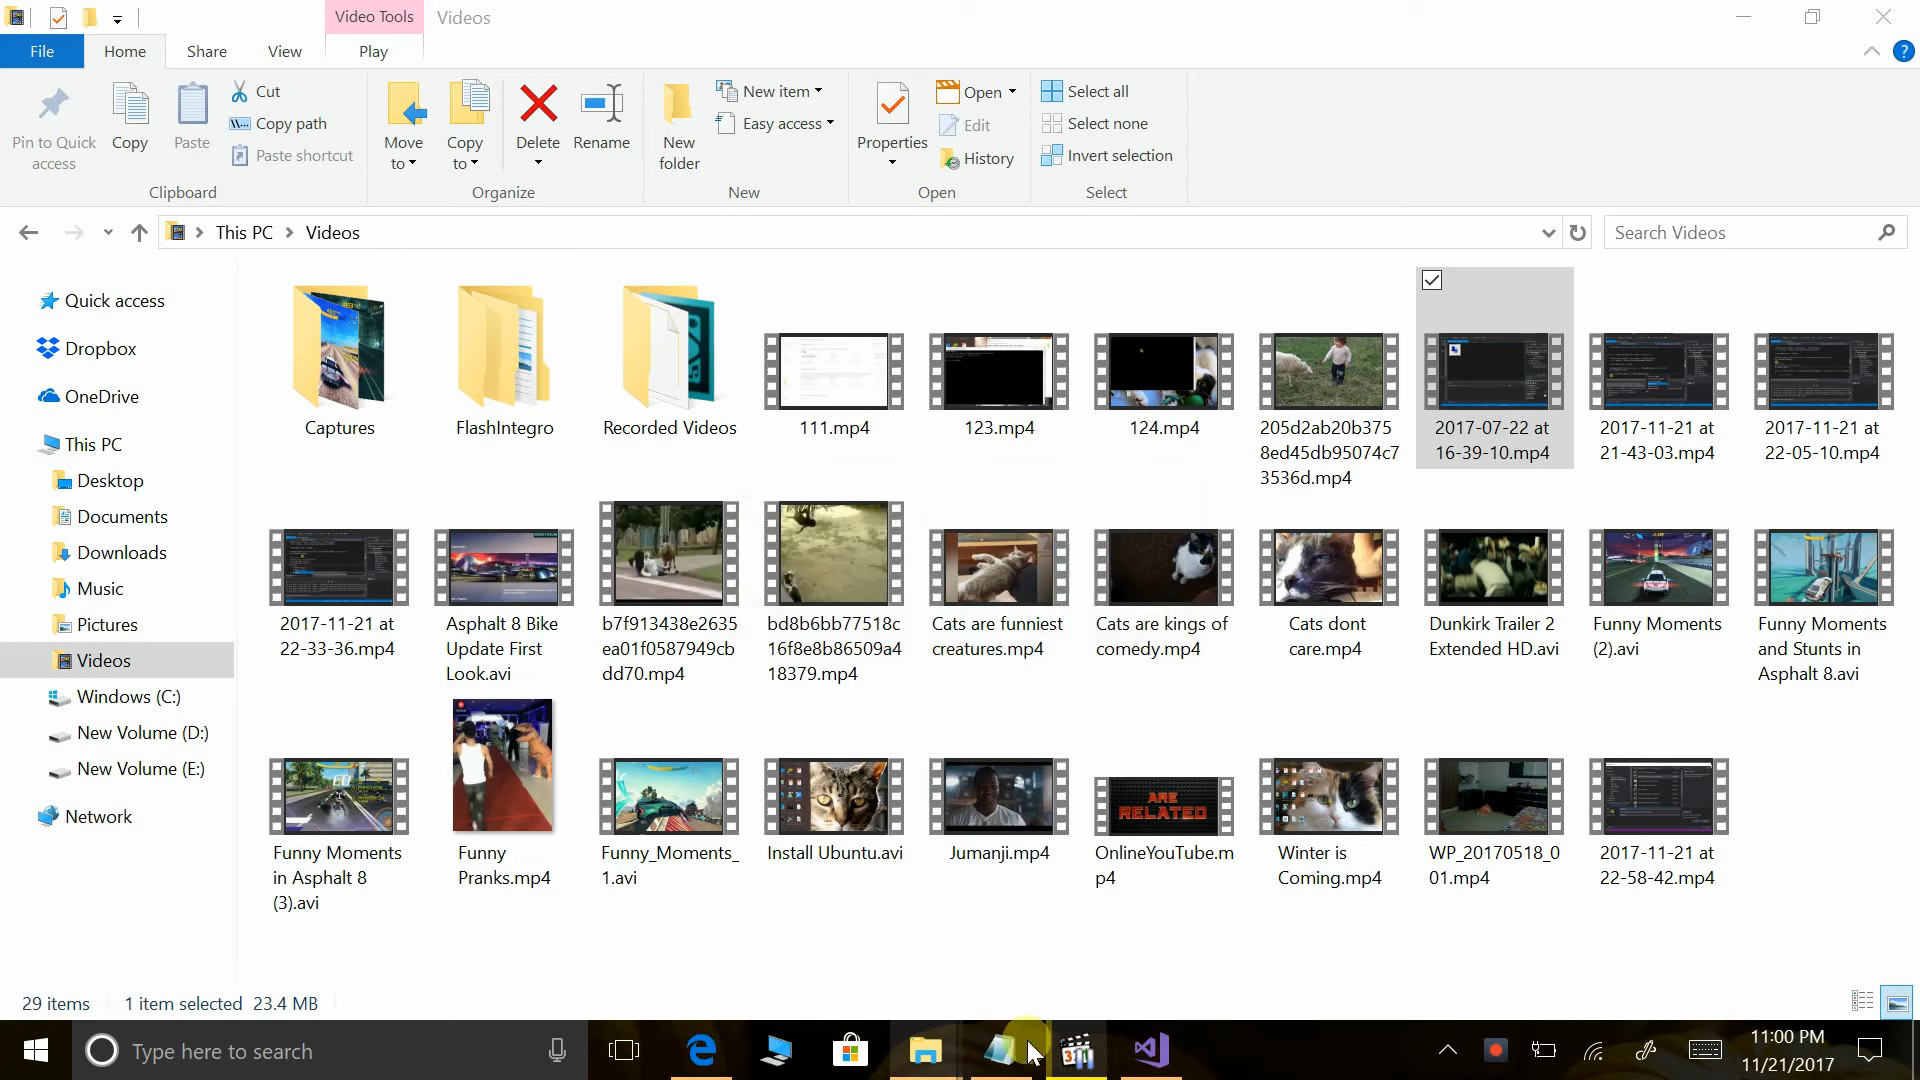 Video Tools
Videos
File
Home
Share
View
Play
Pin to Quick
access
Copy
Paste
Cut
Copy path
Paste shortcut
Clipboard
Move
to
Copy
to
Delete
Rename
Organize
New
folder
New item
Easy access
New
Properties
Open
Edit
History
Open
Select all
Select none
Invert selection
Select
This PC
Videos
Search Videos
Quick access
Dropbox
OneDrive
This PC
Desktop
Documents
Downloads
Music
Pictures
Videos
Windows (C:)
New Volume (D:)
New Volume (E:)
Network
Captures
FlashIntegro
Recorded Videos
111.mp4
123.mp4
124.mp4
205d2ab20b375
8ed45db95074c7
3536d.mp4
2017-07-22 at
16-39-10.mp4
2017-11-21 at
21-43-03.mp4
2017-11-21 at
22-05-10.mp4
2017-11-21 at
22-33-36.mp4
Asphalt 8 Bike
Update First
Look.avi
b7f913438e2635
ea01f0587949cb
dd70.mp4
bd8b6bb77518c
16f8e8b86509a4
18379.mp4
Cats are funniest
creatures.mp4
Cats are kings of
comedy.mp4
Cats dont
care.mp4
Dunkirk Trailer 2
Extended HD.avi
Funny Moments
(2).avi
Funny Moments
and Stunts in
Asphalt 8.avi
ARE
RELATED
Funny Moments
in Asphalt 8
(3).avi
Funny
Pranks.mp4
Funny_Moments_
1.avi
Install Ubuntu.avi
Jumanji.mp4
OnlineYouTube.m
p4
Winter is
Coming.mp4
WP_20170518_0
01.mp4
2017-11-21 at
22-58-42.mp4
29 items
1 item selected 23.4 MB
Type here to search
11:00 PM
11/21/2017